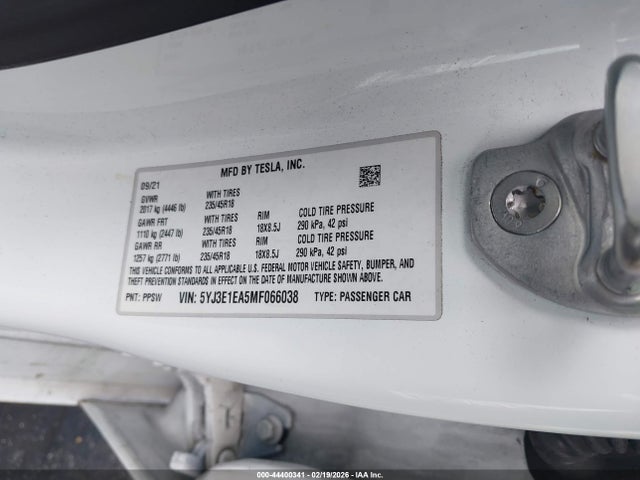 MFD BY TESLA, INC.
09/21
GVWR WITH TIRES
2017 kg (4446 lb) 235/45R18 RIM COLD TIRE PRESSURE
GAWR FRT WITH TIRES 18X8.5J 290 kPa, 42 psi
1110 kg (2447 lb) 235/45R18 RIM COLD TIRE PRESSURE
GAWR RR WITH TIRES 18X8.5J 290 kPa, 42 psi
1257 kg (2771 lb) 235/45R18
THIS VEHICLE CONFORMS TO ALL APPLICABLE U.S. FEDERAL MOTOR VEHICLE SAFETY, BUMPER, AND
THEFT PREVENTION STANDARDS IN EFFECT ON THE DATE OF MANUFACTURE SHOWN ABOVE.
PNT: PPSW VIN: 5YJ3E1EA5MF066038 TYPE: PASSENGER CAR
000-44400341 - 02/19/2026 - IAA Inc.